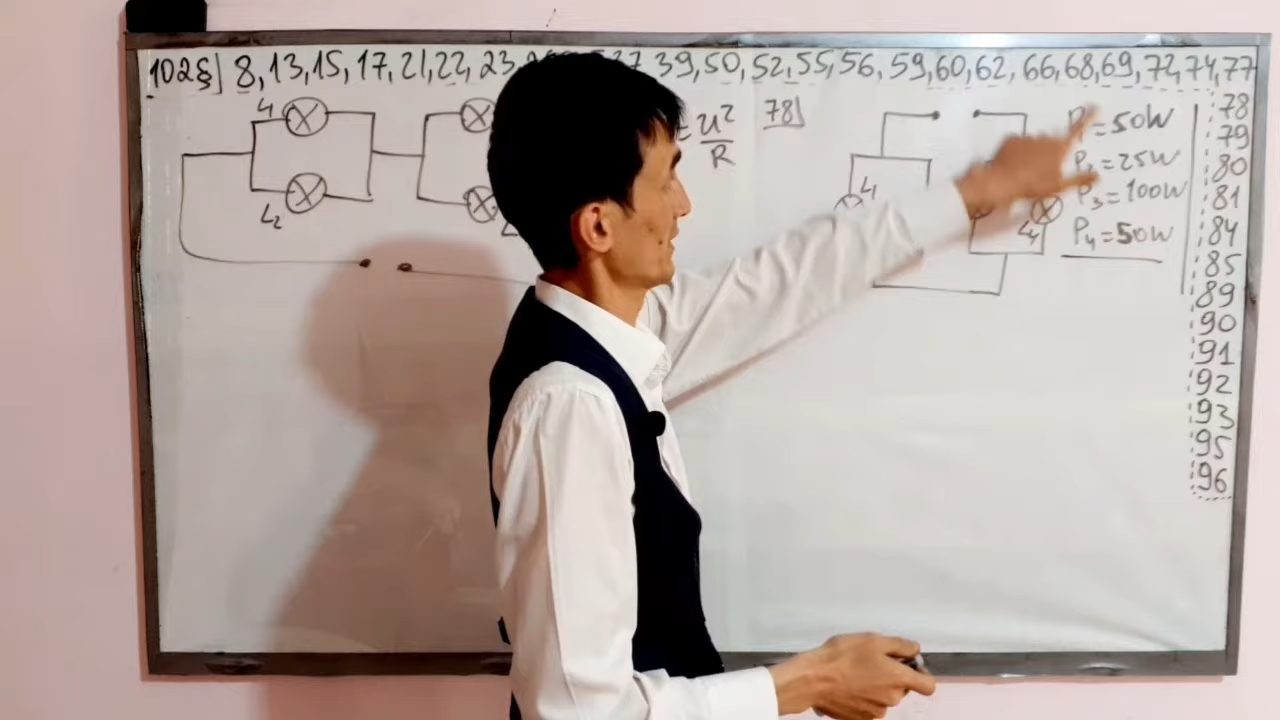 102§] 8, 13, 15, 17, 21, 22, 23 39, 50, 52, 55, 56, 59, 60, 62, 66, 68, 69, 72, 74, 77
78
79
80
81
84
85
89
90
91
92
93
95
96
L2
= U²/R
78]
L1
L4
= 50W
P2 = 25W
P3 = 100W
P4 = 50W